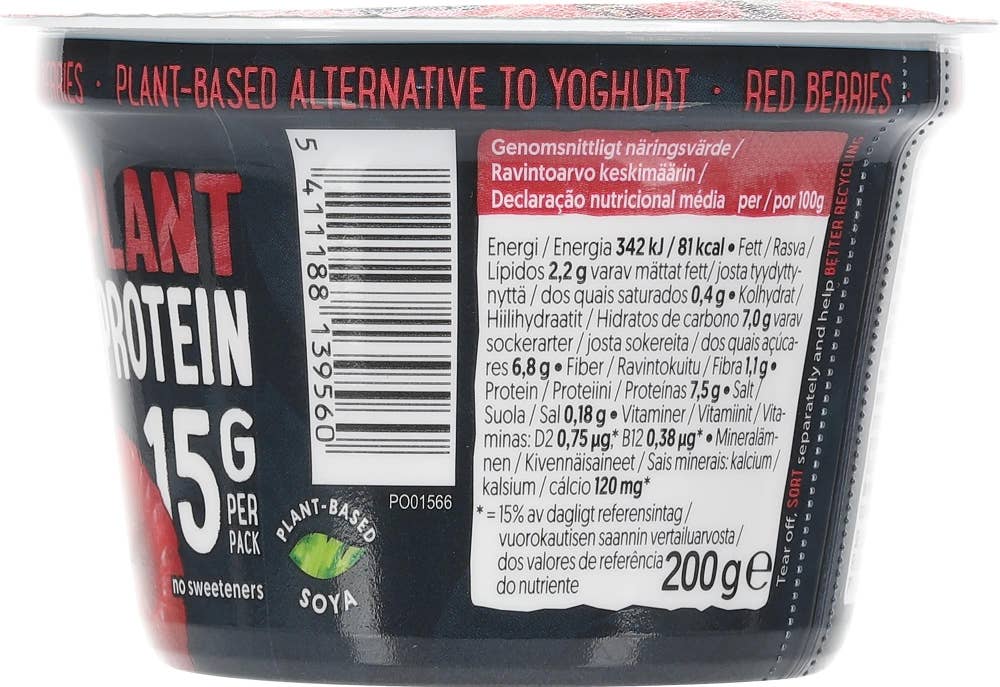 RIES · PLANT-BASED ALTERNATIVE TO YOGHURT · RED BERRIES ·
LANT
PROTEIN
15G
PER
PACK
no sweeteners
5 411188 139560
PO01566
PLANT-BASED
SOYA
Genomsnittligt näringsvärde /
Ravintoarvo keskimäärin /
Declaração nutricional média per / por 100g
Energi / Energia 342 kJ / 81 kcal • Fett / Rasva /
Lípidos 2,2 g varav mättat fett / josta tyydytty-
nyttä / dos quais saturados 0,4 g • Kolhydrat /
Hiilihydraatit / Hidratos de carbono 7,0 g varav
sockerarter / josta sokereita / dos quais açúca-
res 6,8 g • Fiber / Ravintokuitu / Fibra 1,1 g •
Protein / Proteiini / Proteínas 7,5 g • Salt /
Suola / Sal 0,18 g • Vitaminer / Vitamiinit / Vita-
minas: D2 0,75 µg* B12 0,38 µg* • Mineraläm-
nen / Kivennäisaineet / Sais minerais: kalcium /
kalsium / cálcio 120 mg*
* = 15% av dagligt referensintag /
vuorokautisen saannin vertailuarvosta /
dos valores de referência
do nutriente
200 g e
Tear off, SORT separately and help BETTER RECYCLING